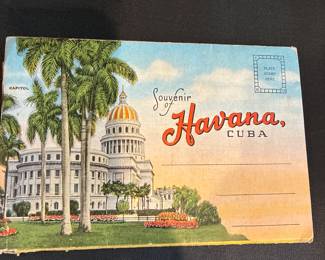 CAPITOL
Souvenir
of
Havana,
CUBA
PLACE
STAMP
HERE